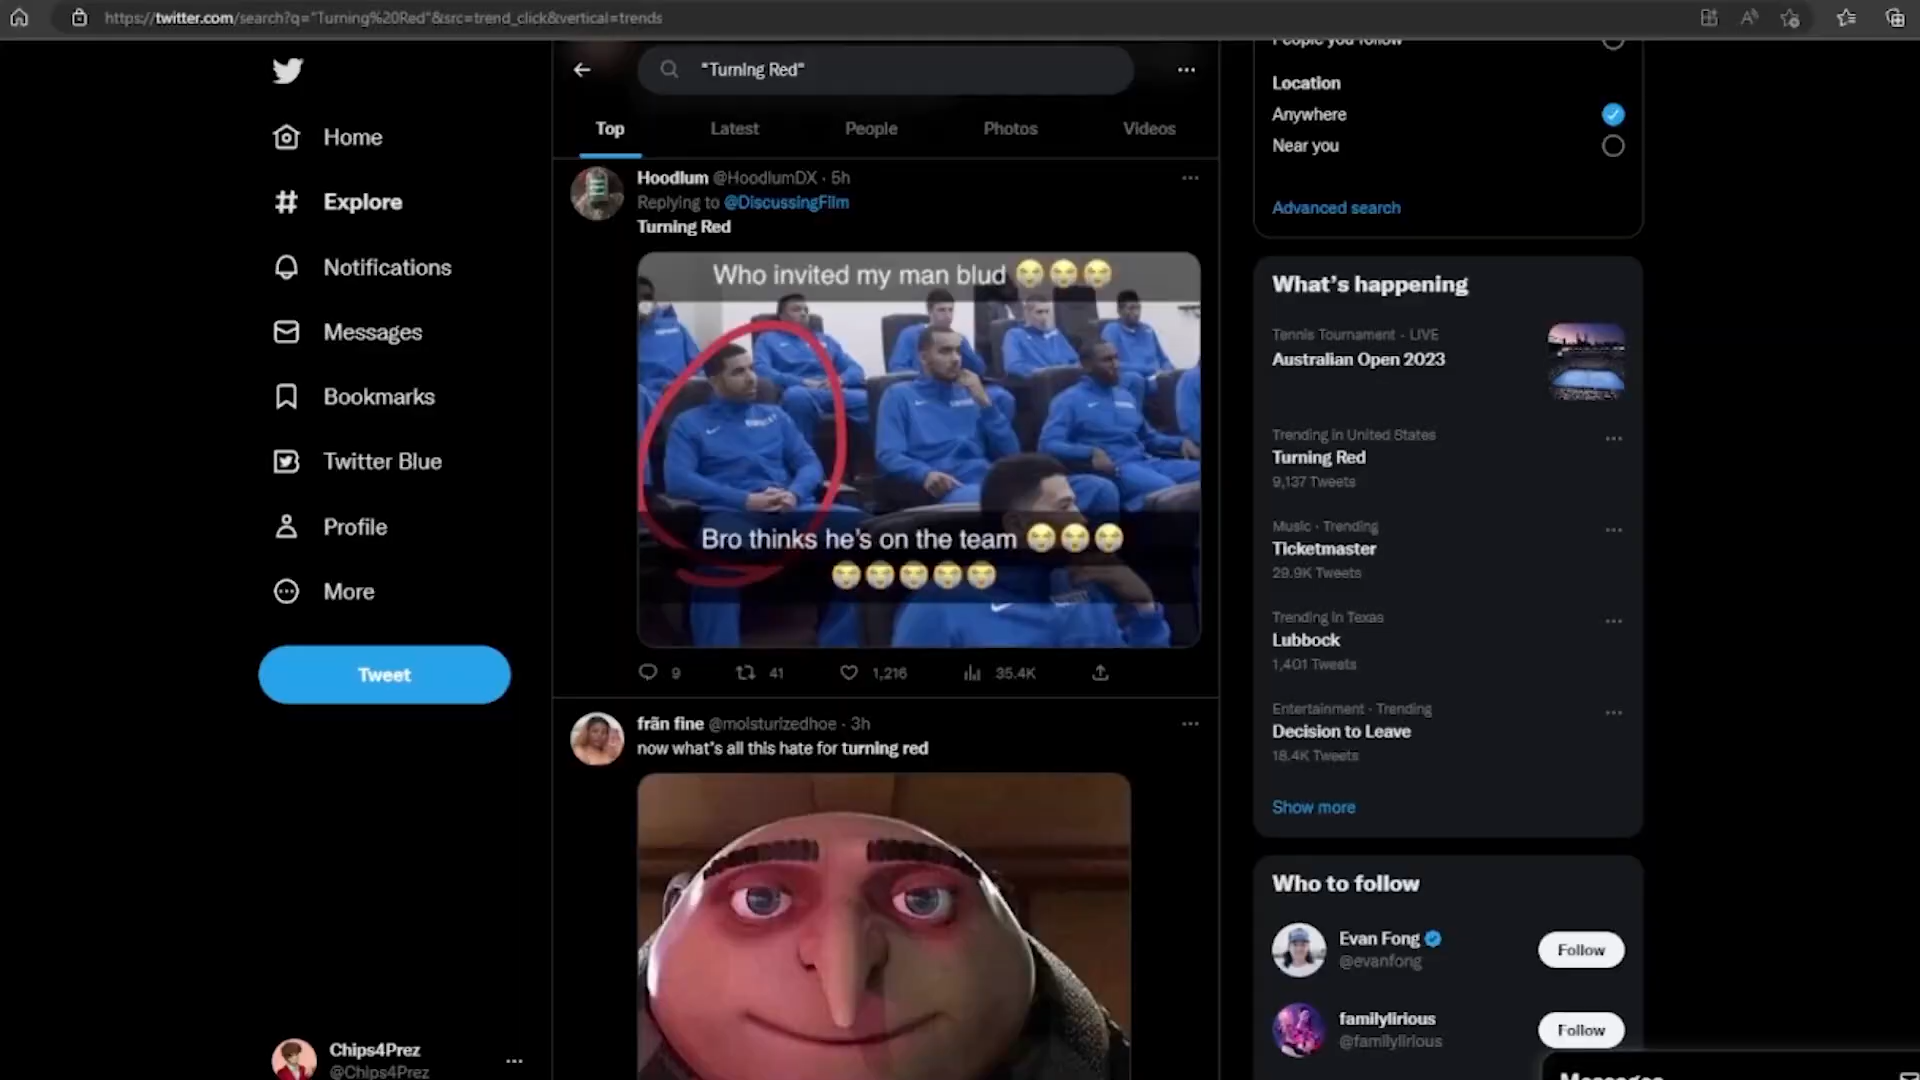 https://twitter.com/search?q="Turning%20Red"&src=trend_click&vertical=trends
Home
Explore
Notifications
Messages
Bookmarks
Twitter Blue
Profile
More
Tweet
Chips4Prez
@Chips4Prez
"Turning Red"
Top
Latest
People
Photos
Videos
Hoodlum @HoodlumDX · 5h
Replying to @DiscussingFilm
Turning Red
Who invited my man blud
Bro thinks he's on the team
9
41
1,216
35.4K
frãn fine @moisturizedhoe · 3h
now what's all this hate for turning red
People you follow
Location
Anywhere
Near you
Advanced search
What's happening
Tennis Tournament · LIVE
Australian Open 2023
Trending in United States
Turning Red
9,137 Tweets
Music · Trending
Ticketmaster
29.9K Tweets
Trending in Texas
Lubbock
1,401 Tweets
Entertainment · Trending
Decision to Leave
18.4K Tweets
Show more
Who to follow
Evan Fong
@evanfong
Follow
familylirious
@familylirious
Follow
Messages